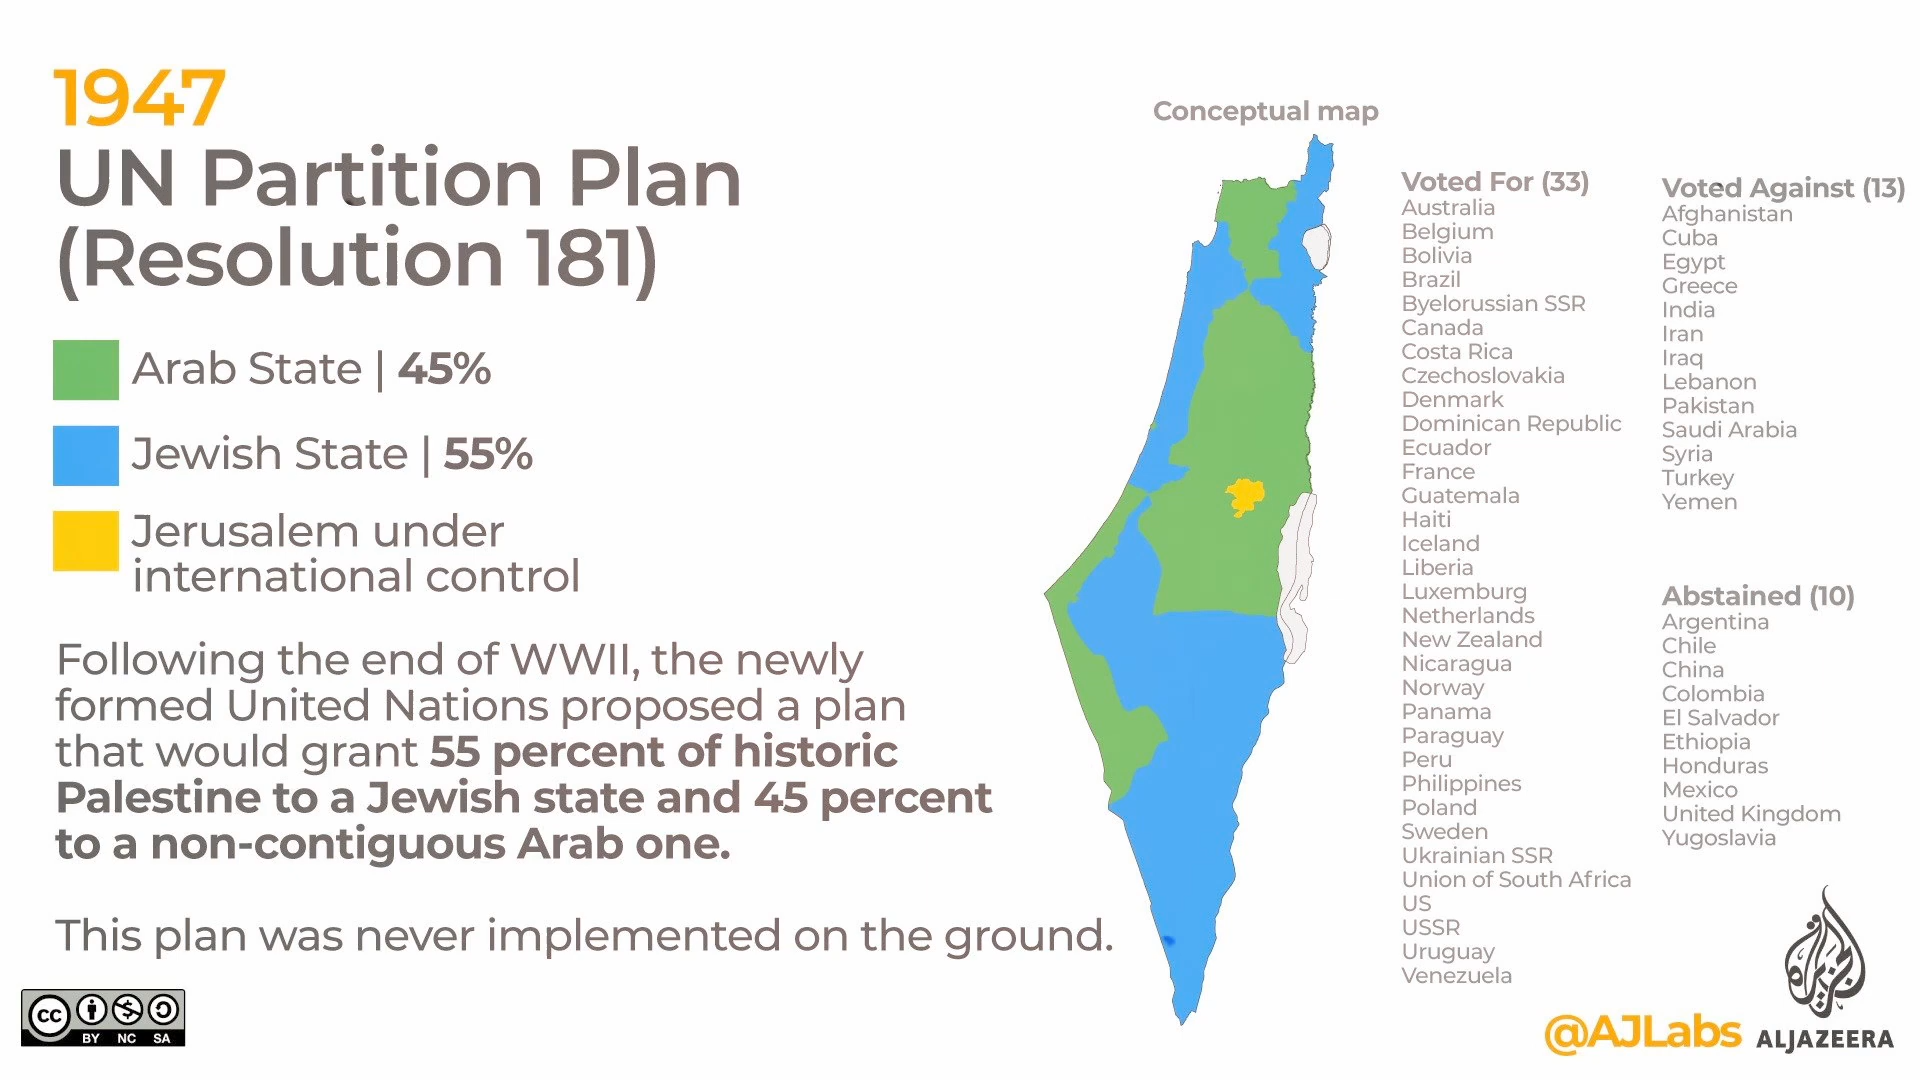 1947
UN Partition Plan
(Resolution 181)
Arab State | 45%
Jewish State | 55%
Jerusalem under
international control
Following the end of WWII, the newly
formed United Nations proposed a plan
that would grant 55 percent of historic
Palestine to a Jewish state and 45 percent
to a non-contiguous Arab one.
This plan was never implemented on the ground.
cc
BY NC SA
Conceptual map
Voted For (33)
Australia
Belgium
Bolivia
Brazil
Byelorussian SSR
Canada
Costa Rica
Czechoslovakia
Denmark
Dominican Republic
Ecuador
France
Guatemala
Haiti
Iceland
Liberia
Luxemburg
Netherlands
New Zealand
Nicaragua
Norway
Panama
Paraguay
Peru
Philippines
Poland
Sweden
Ukrainian SSR
Union of South Africa
US
USSR
Uruguay
Venezuela
Voted Against (13)
Afghanistan
Cuba
Egypt
Greece
India
Iran
Iraq
Lebanon
Pakistan
Saudi Arabia
Syria
Turkey
Yemen
Abstained (10)
Argentina
Chile
China
Colombia
El Salvador
Ethiopia
Honduras
Mexico
United Kingdom
Yugoslavia
الجزيرة
@AJLabs ALJAZEERA